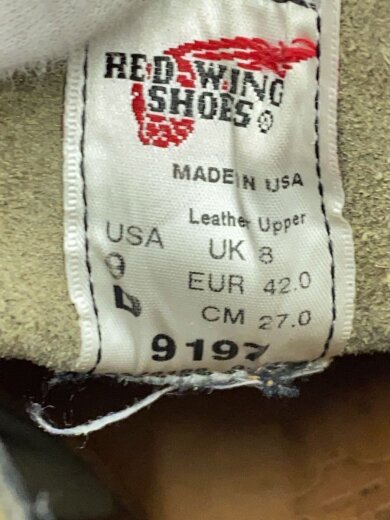 RED WING
SHOES®
MADE IN USA
Leather Upper
USA
9
UK 8
EUR 42.0
CM 27.0
9197